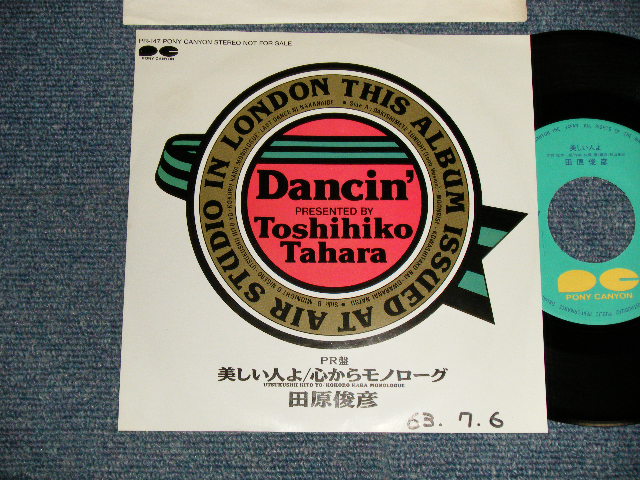 PR-147 PONY CANYON STEREO NOT FOR SALE
PONY CANYON
STUDIO IN LONDON THIS ALBUM ISSUED AT AIR
Dancin'
PRESENTED BY
Toshihiko
Tahara
PR盤
美しい人よ/心からモノローグ
UTSUKUSHII HITO YO/KOKORO KARA MONOLOGUE
田原俊彦
63.7.6
美しい人よ
田原俊彦
PONY CANYON